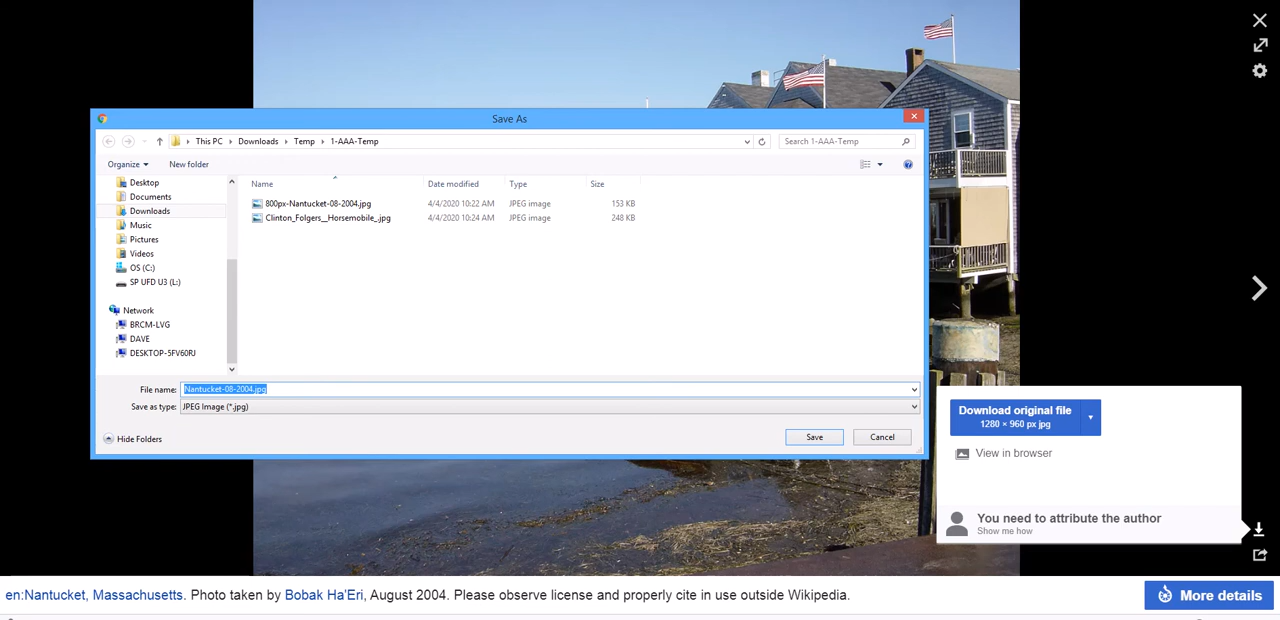 Save As
This PC Downloads Temp 1-AAA-Temp
Search 1-AAA-Temp
Organize
New folder
Name Date modified Type Size
Desktop
Documents
Downloads
Music
Pictures
Videos
OS (C:)
SP UFD U3 (L:)
Network
BRCM-LVG
DAVE
DESKTOP-5FV60RJ
800px-Nantucket-08-2004.jpg 4/4/2020 10:22 AM JPEG image 153 KB
Clinton_Folgers__Horsemobile_.jpg 4/4/2020 10:24 AM JPEG image 248 KB
File name: Nantucket-08-2004.jpg
Save as type: JPEG Image (*.jpg)
Hide Folders
Save
Cancel
Download original file
1280 × 960 px jpg
View in browser
You need to attribute the author
Show me how
en:Nantucket, Massachusetts. Photo taken by Bobak Ha'Eri, August 2004. Please observe license and properly cite in use outside Wikipedia.
More details